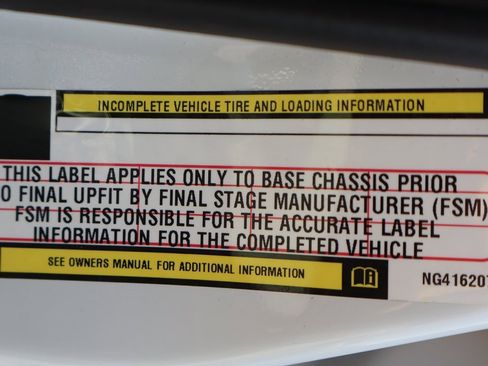 INCOMPLETE VEHICLE TIRE AND LOADING INFORMATION
THIS LABEL APPLIES ONLY TO BASE CHASSIS PRIOR
O FINAL UPFIT BY FINAL STAGE MANUFACTURER (FSM)
FSM IS RESPONSIBLE FOR THE ACCURATE LABEL
INFORMATION FOR THE COMPLETED VEHICLE
SEE OWNERS MANUAL FOR ADDITIONAL INFORMATION
NG416207